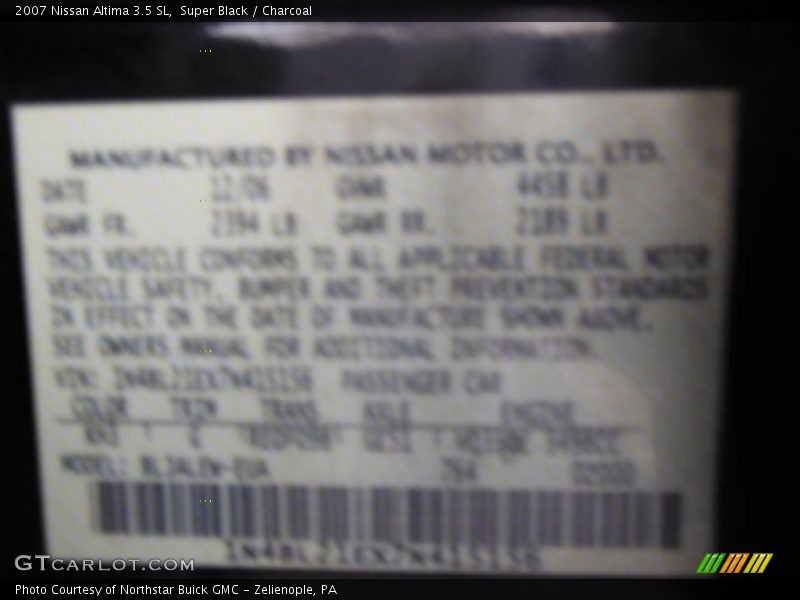 2007 Nissan Altima 3.5 SL,  Super Black / Charcoal
MANUFACTURED BY NISSAN MOTOR CO., LTD.
DATE 12/06 GVWR 4458 LB
GAWR FR. 2394 LB GAWR RR. 2189 LB
THIS VEHICLE CONFORMS TO ALL APPLICABLE FEDERAL MOTOR
VEHICLE SAFETY, BUMPER AND THEFT PREVENTION STANDARDS
IN EFFECT ON THE DATE OF MANUFACTURE SHOWN ABOVE.
SEE OWNERS MANUAL FOR ADDITIONAL INFORMATION.
VIN: PASSENGER CAR
COLOR TRIM TRANS AXLE ENGINE
MODEL:
GTCARLOT.COM
Photo Courtesy of Northstar Buick GMC - Zelienople, PA